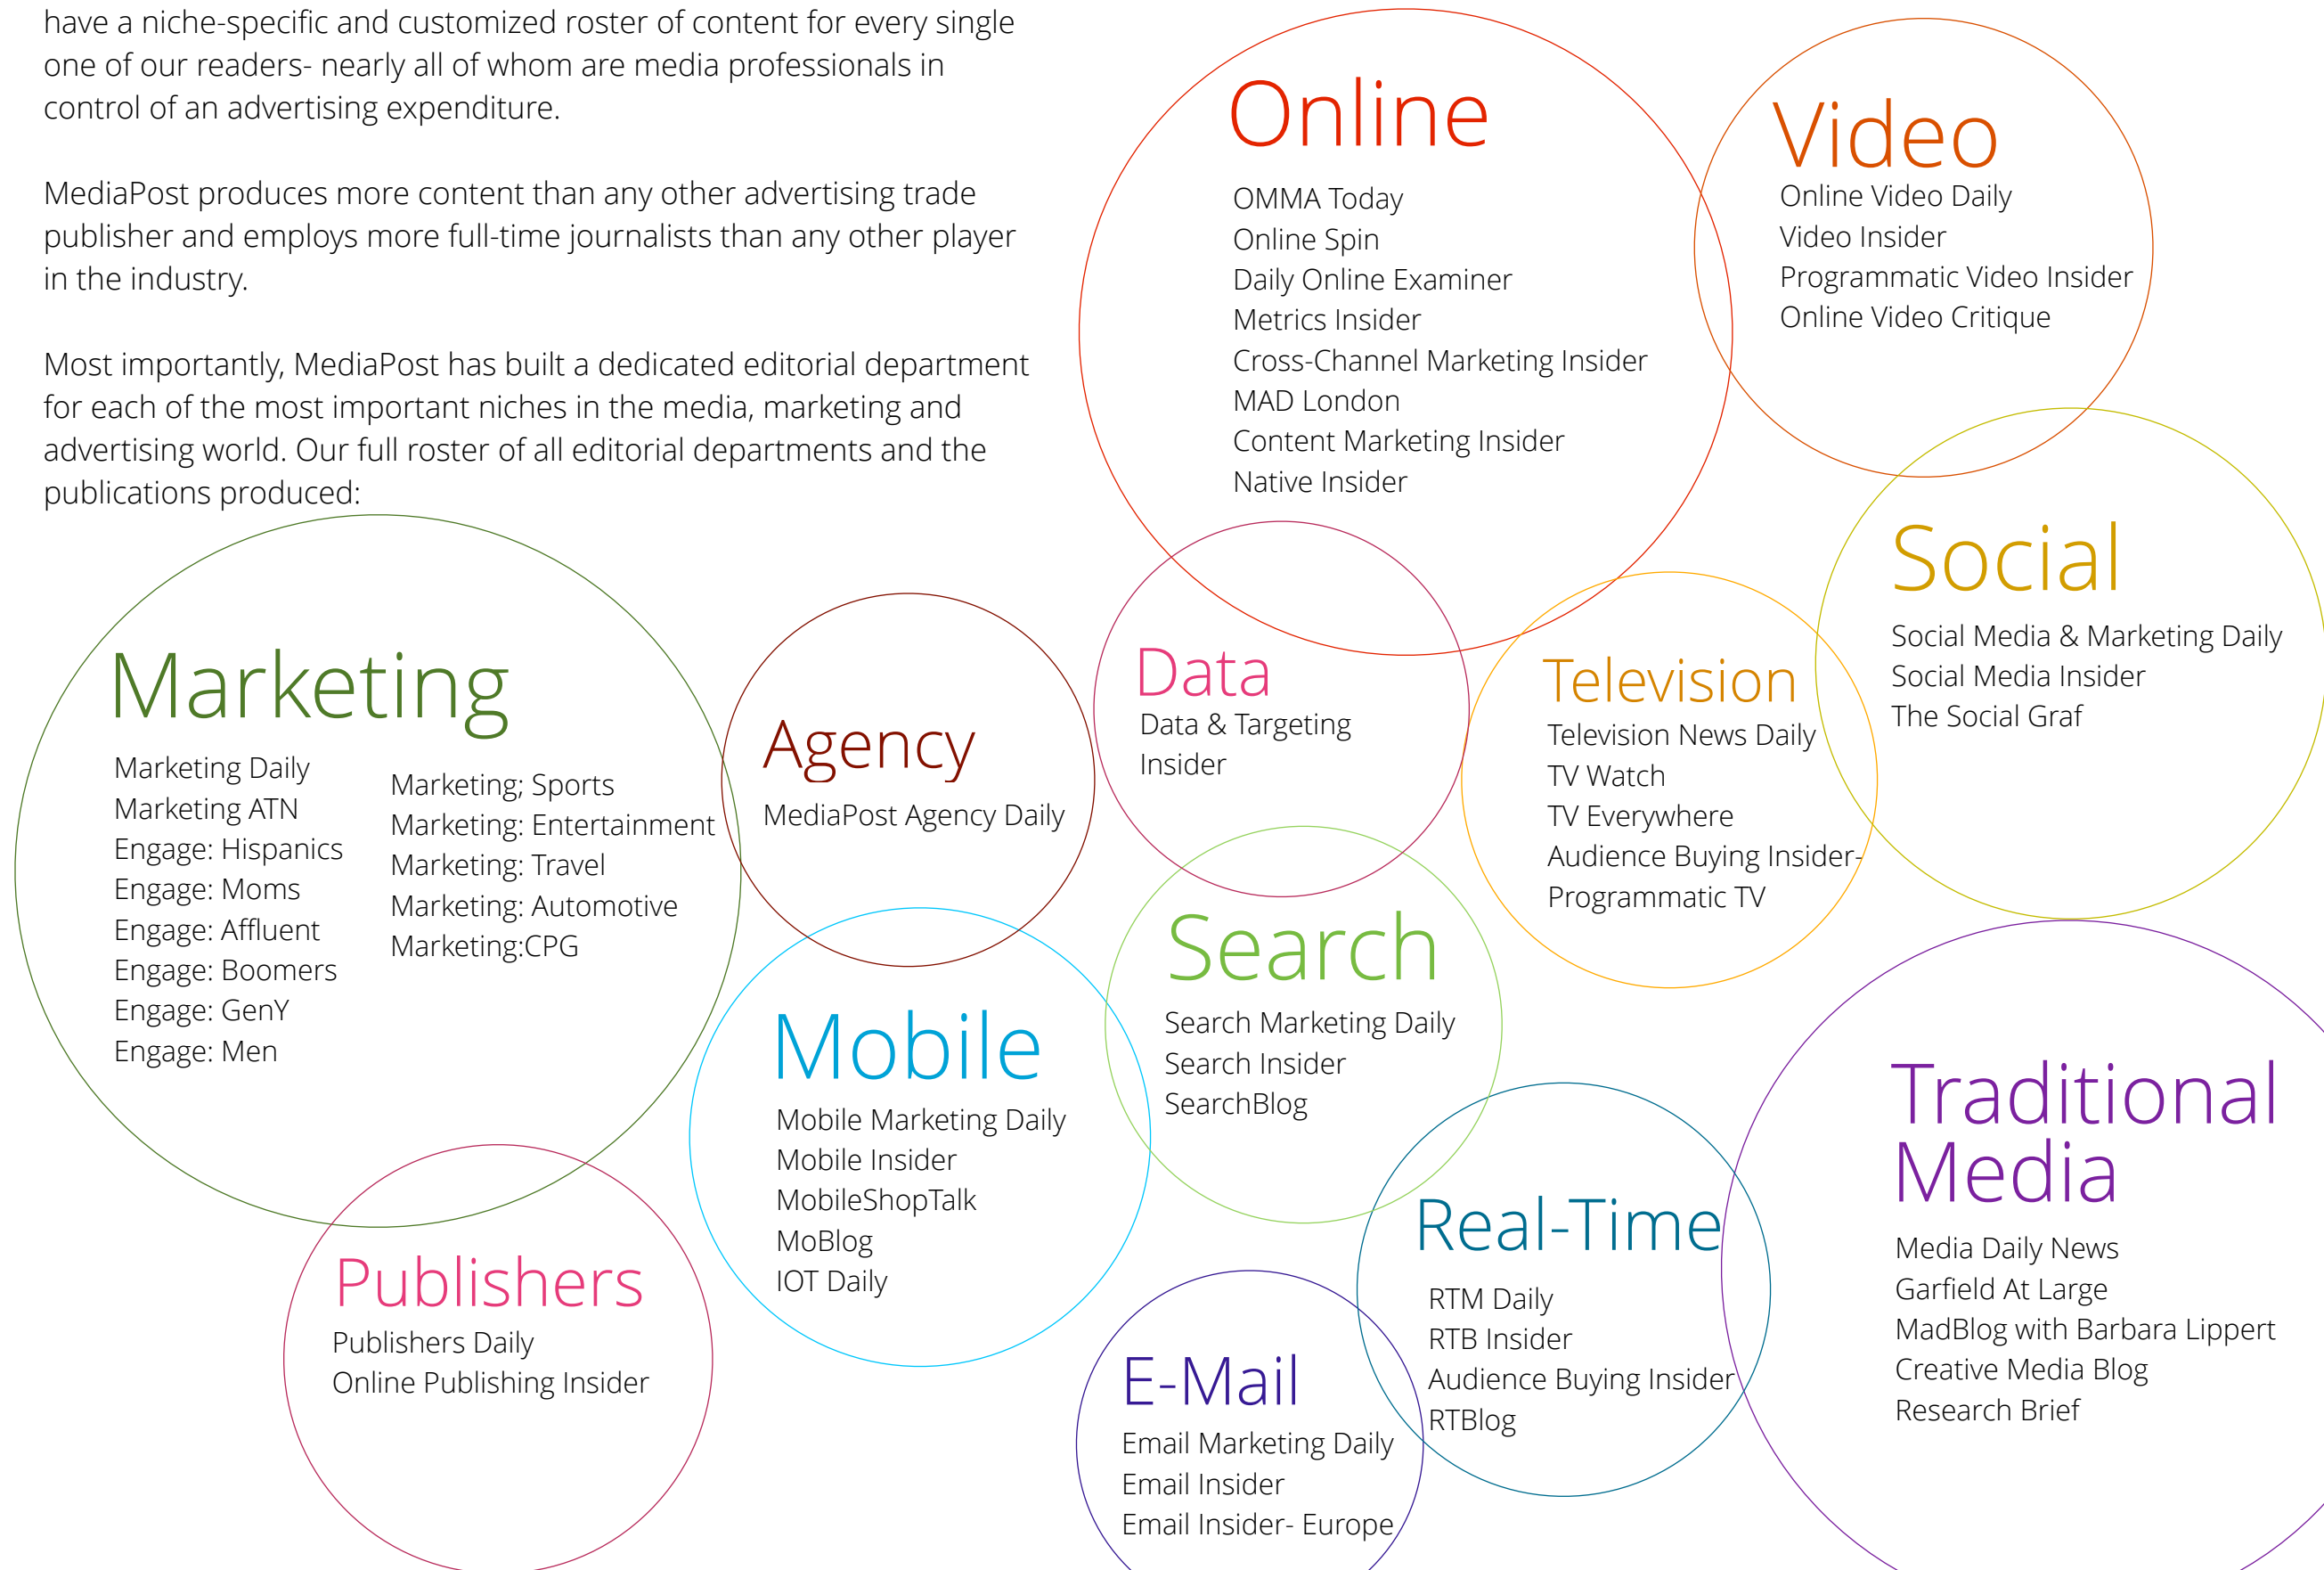 have a niche-specific and customized roster of content for every single
one of our readers- nearly all of whom are media professionals in
control of an advertising expenditure.
MediaPost produces more content than any other advertising trade
publisher and employs more full-time journalists than any other player
in the industry.
Most importantly, MediaPost has built a dedicated editorial department
for each of the most important niches in the media, marketing and
advertising world. Our full roster of all editorial departments and the
publications produced:
Online
OMMA Today
Online Spin
Daily Online Examiner
Metrics Insider
Cross-Channel Marketing Insider
MAD London
Content Marketing Insider
Native Insider
Video
Online Video Daily
Video Insider
Programmatic Video Insider
Online Video Critique
Social
Social Media & Marketing Daily
Social Media Insider
The Social Graf
Marketing
Marketing Daily
Marketing ATN
Engage: Hispanics
Engage: Moms
Engage: Affluent
Engage: Boomers
Engage: GenY
Engage: Men
Marketing; Sports
Marketing: Entertainment
Marketing: Travel
Marketing: Automotive
Marketing:CPG
Agency
MediaPost Agency Daily
Data
Data & Targeting
Insider
Television
Television News Daily
TV Watch
TV Everywhere
Audience Buying Insider-
Programmatic TV
Search
Search Marketing Daily
Search Insider
SearchBlog
Mobile
Mobile Marketing Daily
Mobile Insider
MobileShopTalk
MoBlog
IOT Daily
Traditional
Media
Media Daily News
Garfield At Large
MadBlog with Barbara Lippert
Creative Media Blog
Research Brief
Real-Time
RTM Daily
RTB Insider
Audience Buying Insider
RTBlog
Publishers
Publishers Daily
Online Publishing Insider
E-Mail
Email Marketing Daily
Email Insider
Email Insider- Europe